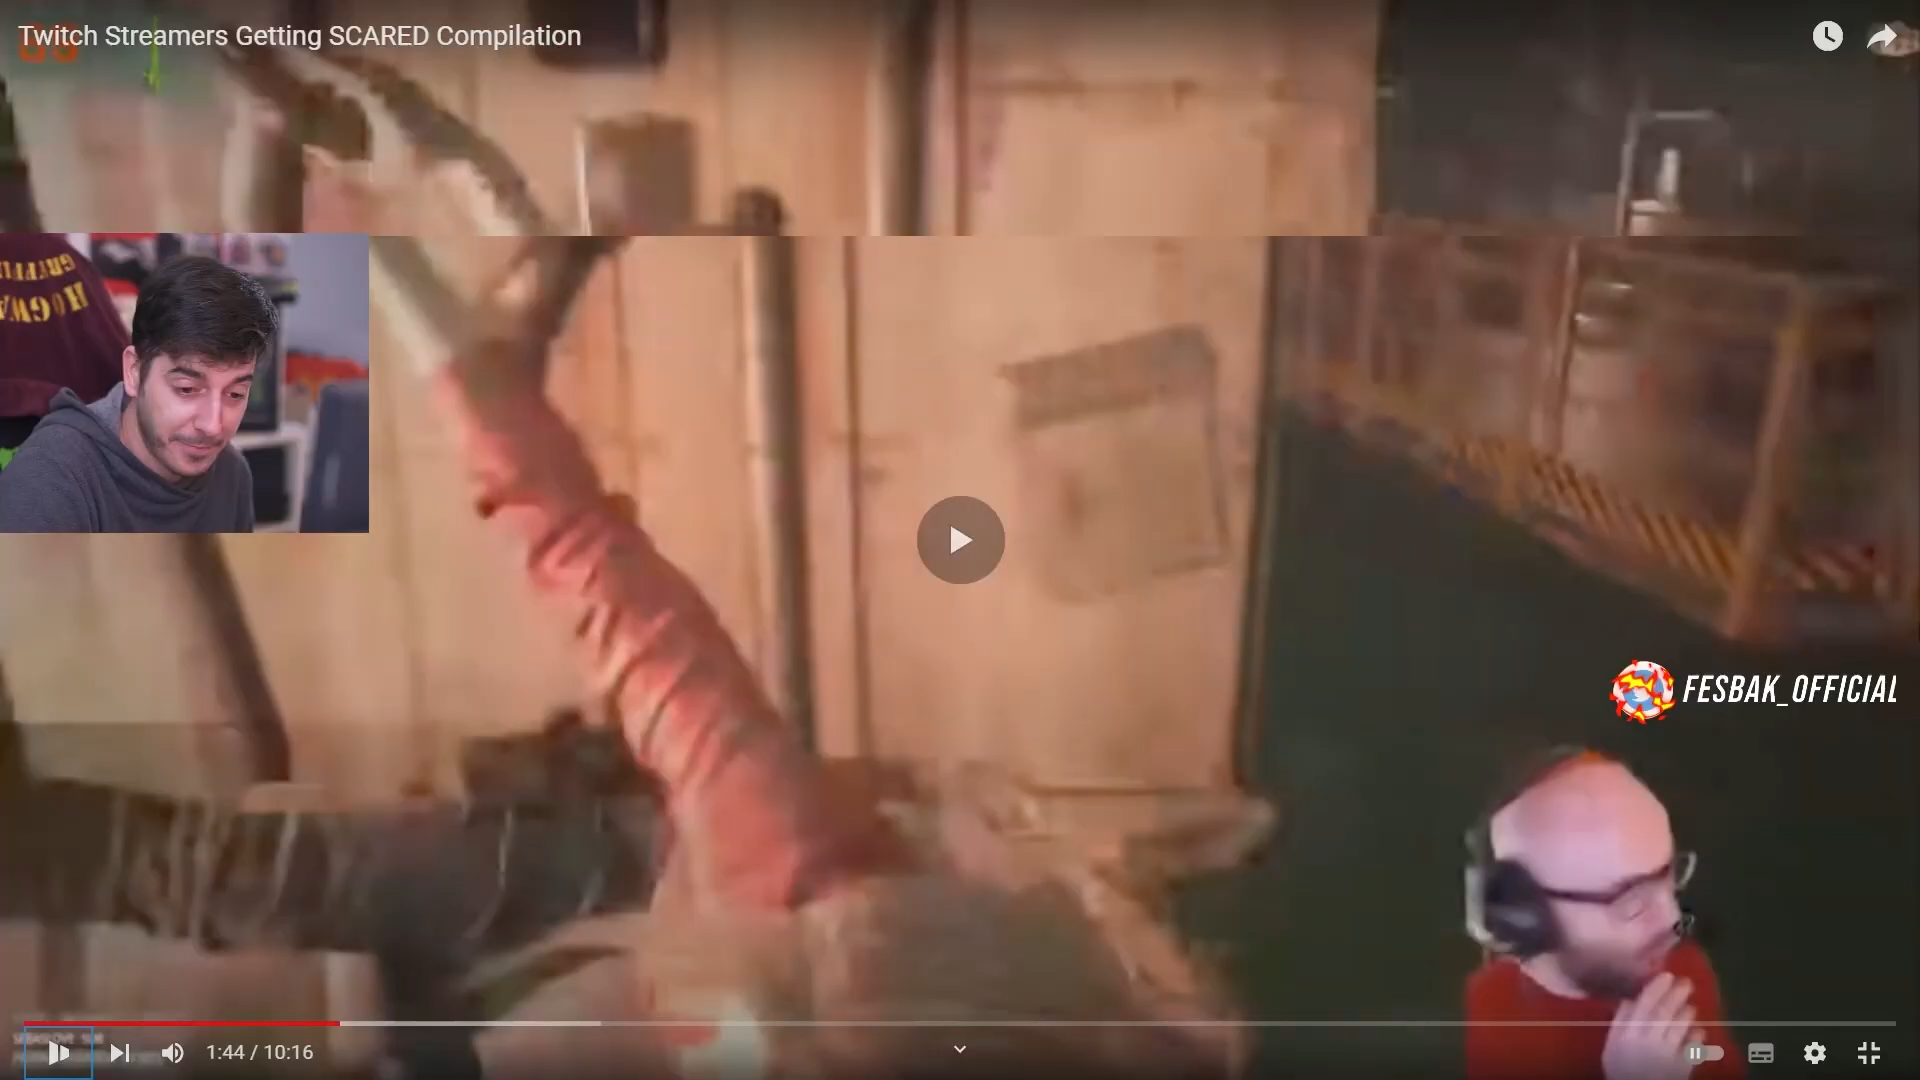 Twitch Streamers Getting SCARED Compilation
FESBAK_OFFICIAL
1:44 / 10:16